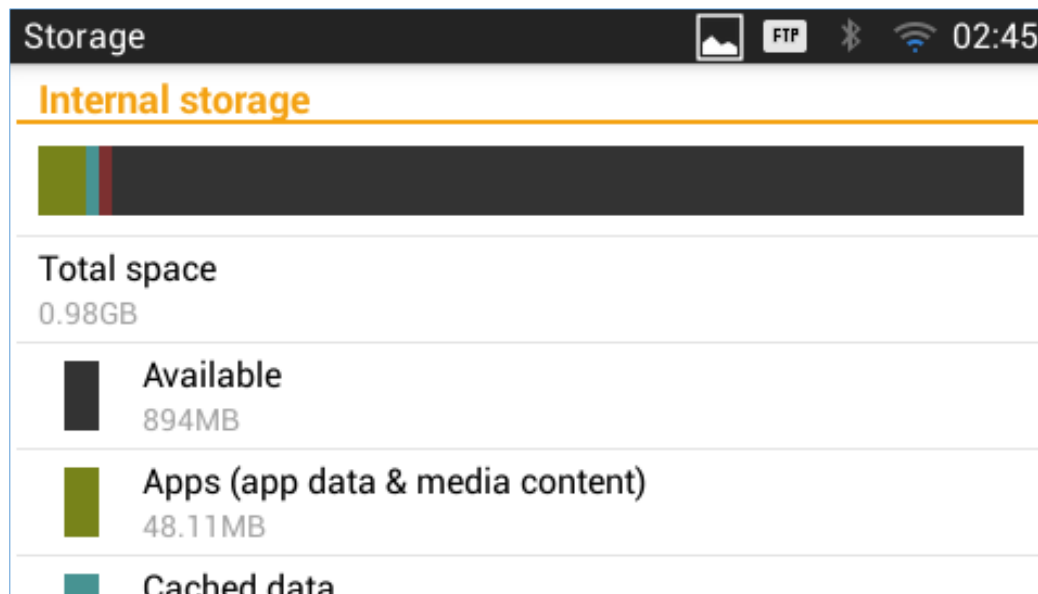 Storage FTP 02:45
Internal storage
Total space
0.98GB
Available
894MB
Apps (app data & media content)
48.11MB
Cached data